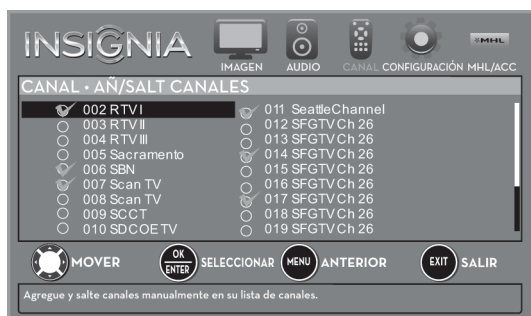 INSIGNIA
IMAGEN AUDIO CANAL CONFIGURACIÓN MHL/ACC
MHL
CANAL • AÑ/SALT CANALES
002 RTV I
003 RTV II
004 RTV III
005 Sacramento
006 SBN
007 Scan TV
008 Scan TV
009 SCCT
010 SDCOE TV
011 SeattleChannel
012 SFGTV Ch 26
013 SFGTV Ch 26
014 SFGTV Ch 26
015 SFGTV Ch 26
016 SFGTV Ch 26
017 SFGTV Ch 26
018 SFGTV Ch 26
019 SFGTV Ch 26
MOVER OK ENTER SELECCIONAR MENU ANTERIOR EXIT SALIR
Agregue y salte canales manualmente en su lista de canales.